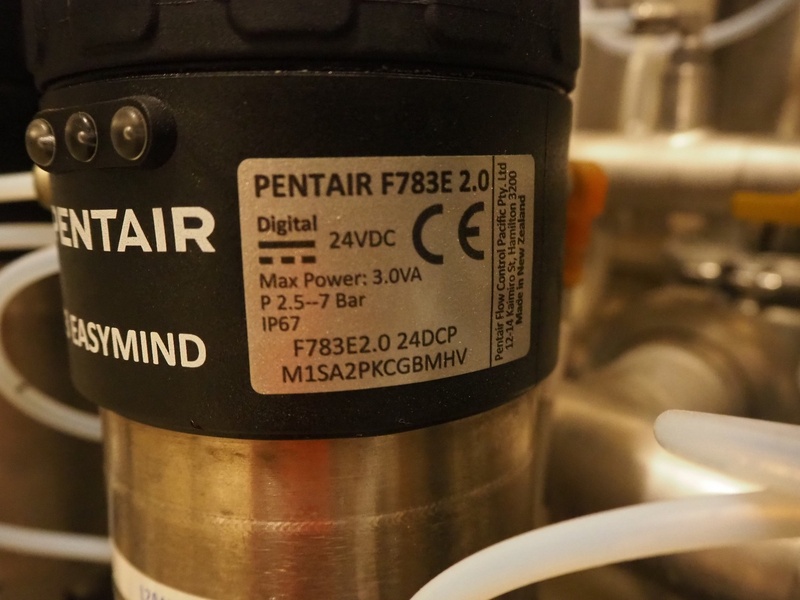 PENTAIR
EASYMIND
PENTAIR F783E 2.0
Digital
24VDC
CE
Max Power: 3.0VA
P 2.5--7 Bar
IP67
F783E2.0 24DCP
M1SA2PKCGBMHV
Pentair Flow Control Pacific Pty. Ltd
12-14 Kaimiro St, Hamilton 3200
Made in New Zealand